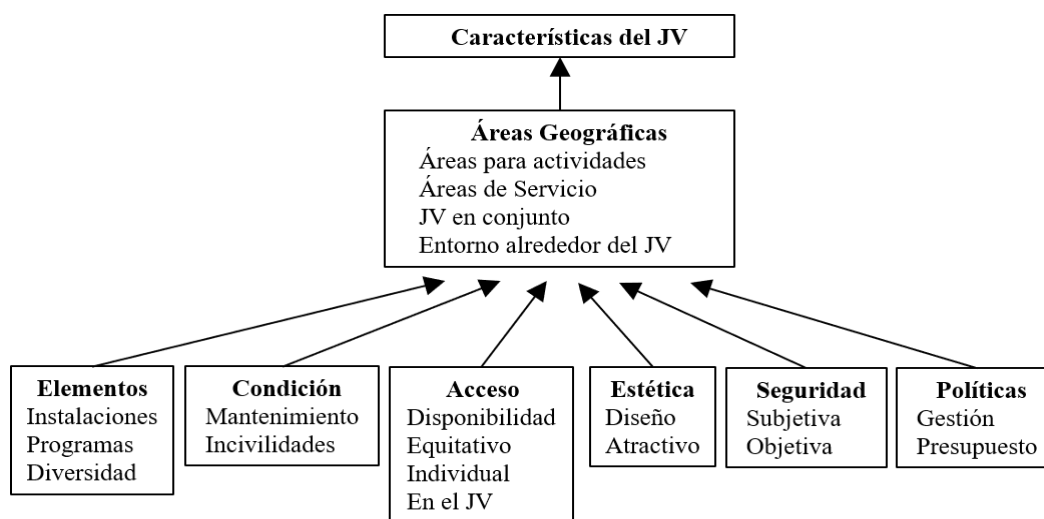 Características del JV
Áreas Geográficas
Áreas para actividades
Áreas de Servicio
JV en conjunto
Entorno alrededor del JV
Elementos
Instalaciones
Programas
Diversidad
Condición
Mantenimiento
Incivilidades
Acceso
Disponibilidad
Equitativo
Individual
En el JV
Estética
Diseño
Atractivo
Seguridad
Subjetiva
Objetiva
Políticas
Gestión
Presupuesto